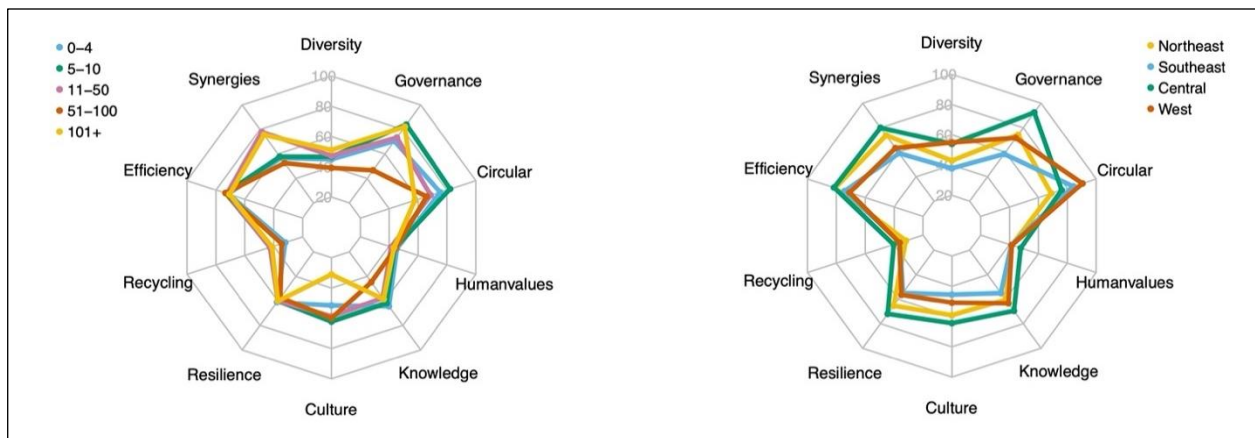 0–4
5–10
11–50
51–100
101+
Diversity
Governance
Circular
Humanvalues
Knowledge
Culture
Resilience
Recycling
Efficiency
Synergies
100
80
60
20
Northeast
Southeast
Central
West
Diversity
Governance
Circular
Humanvalues
Knowledge
Culture
Resilience
Recycling
Efficiency
Synergies
100
80
60
20